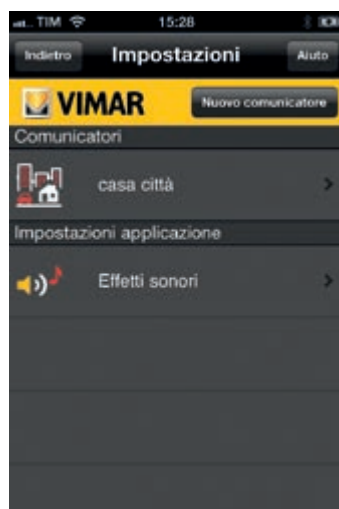 TIM 15:28
Indietro Impostazioni Aiuto
VIMAR Nuovo comunicatore
Comunicatori
casa città
Impostazioni applicazione
Effetti sonori